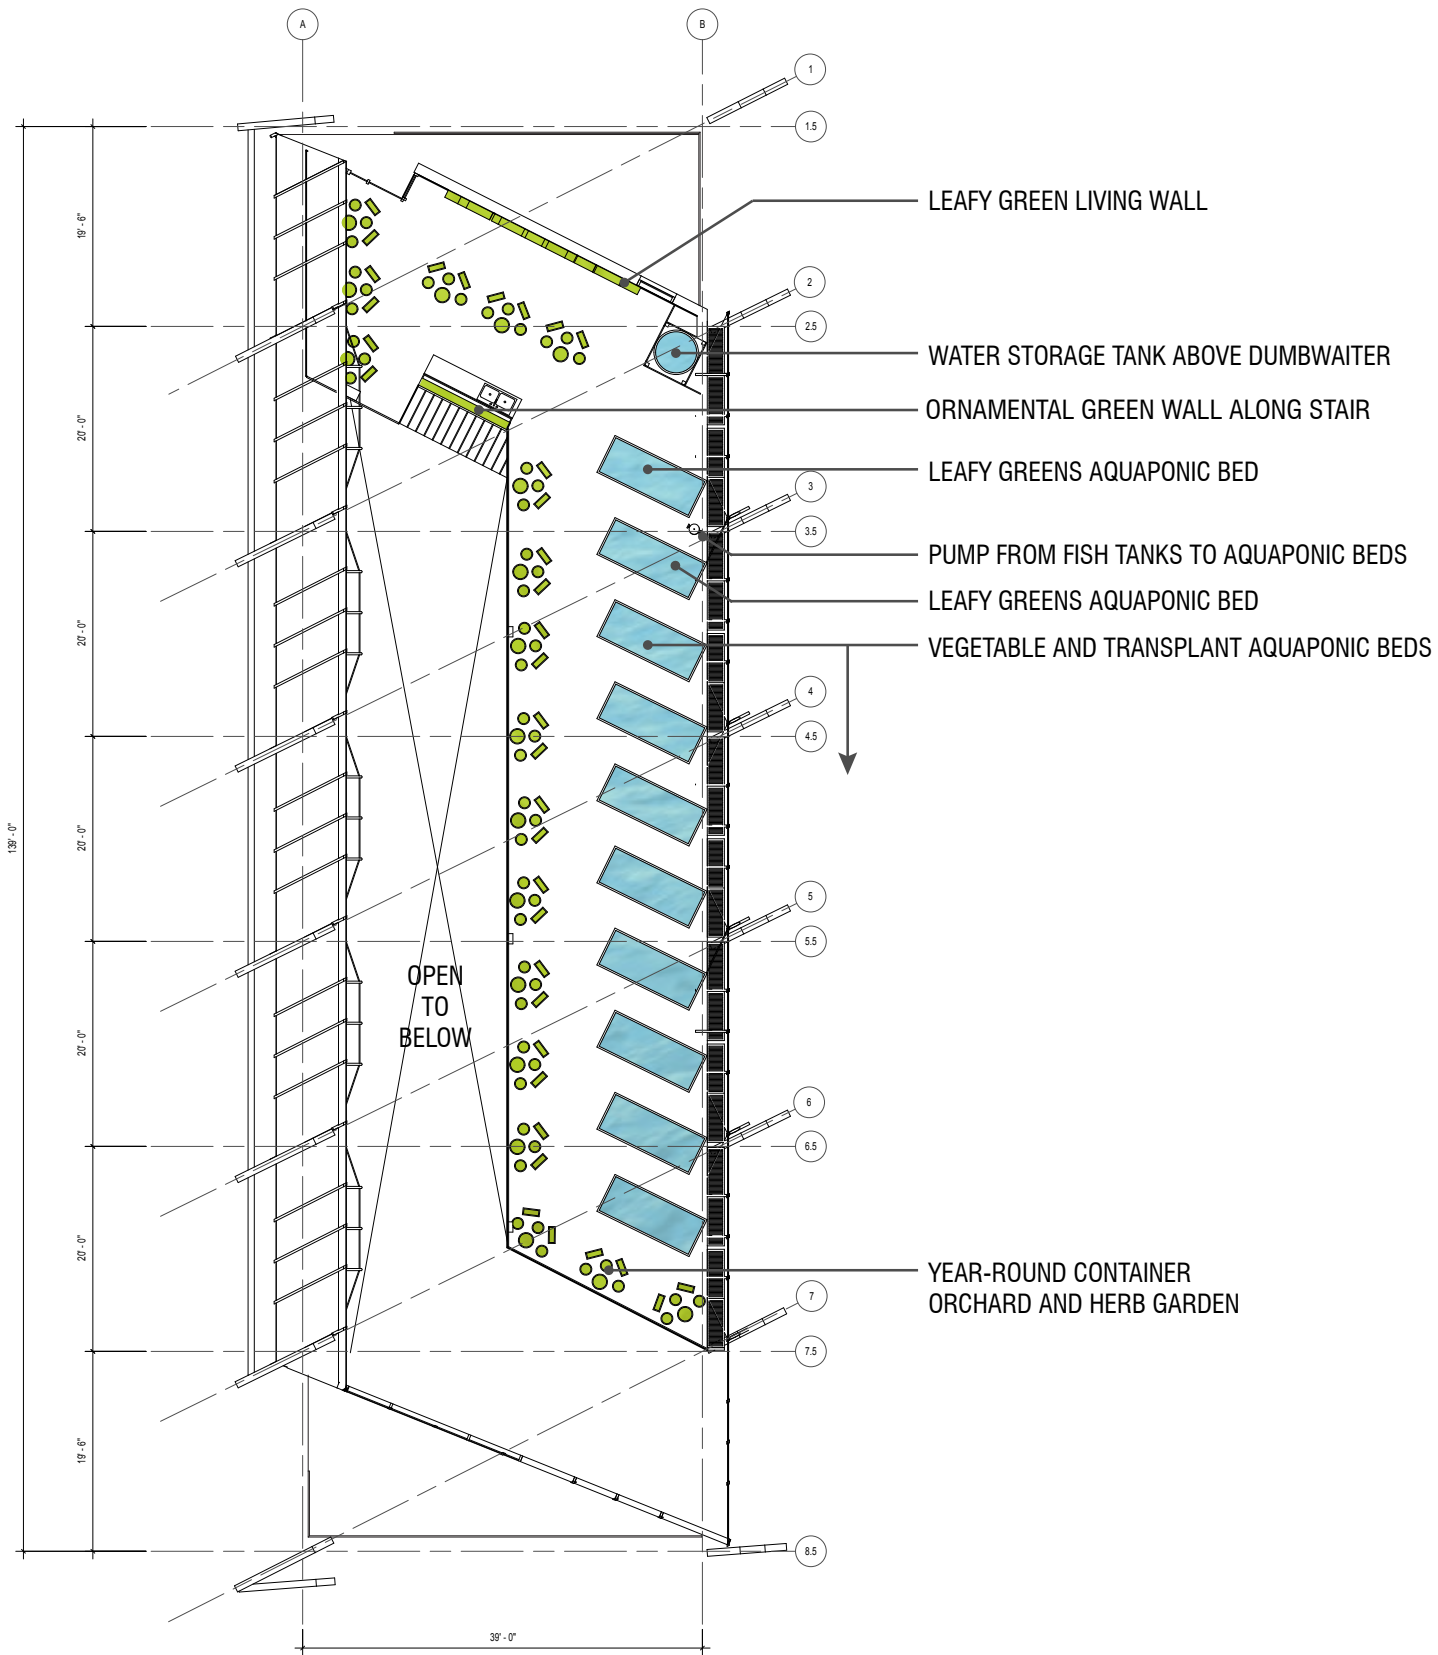 A
B
1
1.5
19' - 6"
LEAFY GREEN LIVING WALL
2
2.5
WATER STORAGE TANK ABOVE DUMBWAITER
ORNAMENTAL GREEN WALL ALONG STAIR
20' - 0"
LEAFY GREENS AQUAPONIC BED
3
3.5
PUMP FROM FISH TANKS TO AQUAPONIC BEDS
LEAFY GREENS AQUAPONIC BED
20' - 0"
VEGETABLE AND TRANSPLANT AQUAPONIC BEDS
4
4.5
139' - 0"
20' - 0"
5
5.5
OPEN
TO
BELOW
20' - 0"
6
6.5
20' - 0"
YEAR-ROUND CONTAINER
ORCHARD AND HERB GARDEN
7
7.5
19' - 6"
8.5
39' - 0"